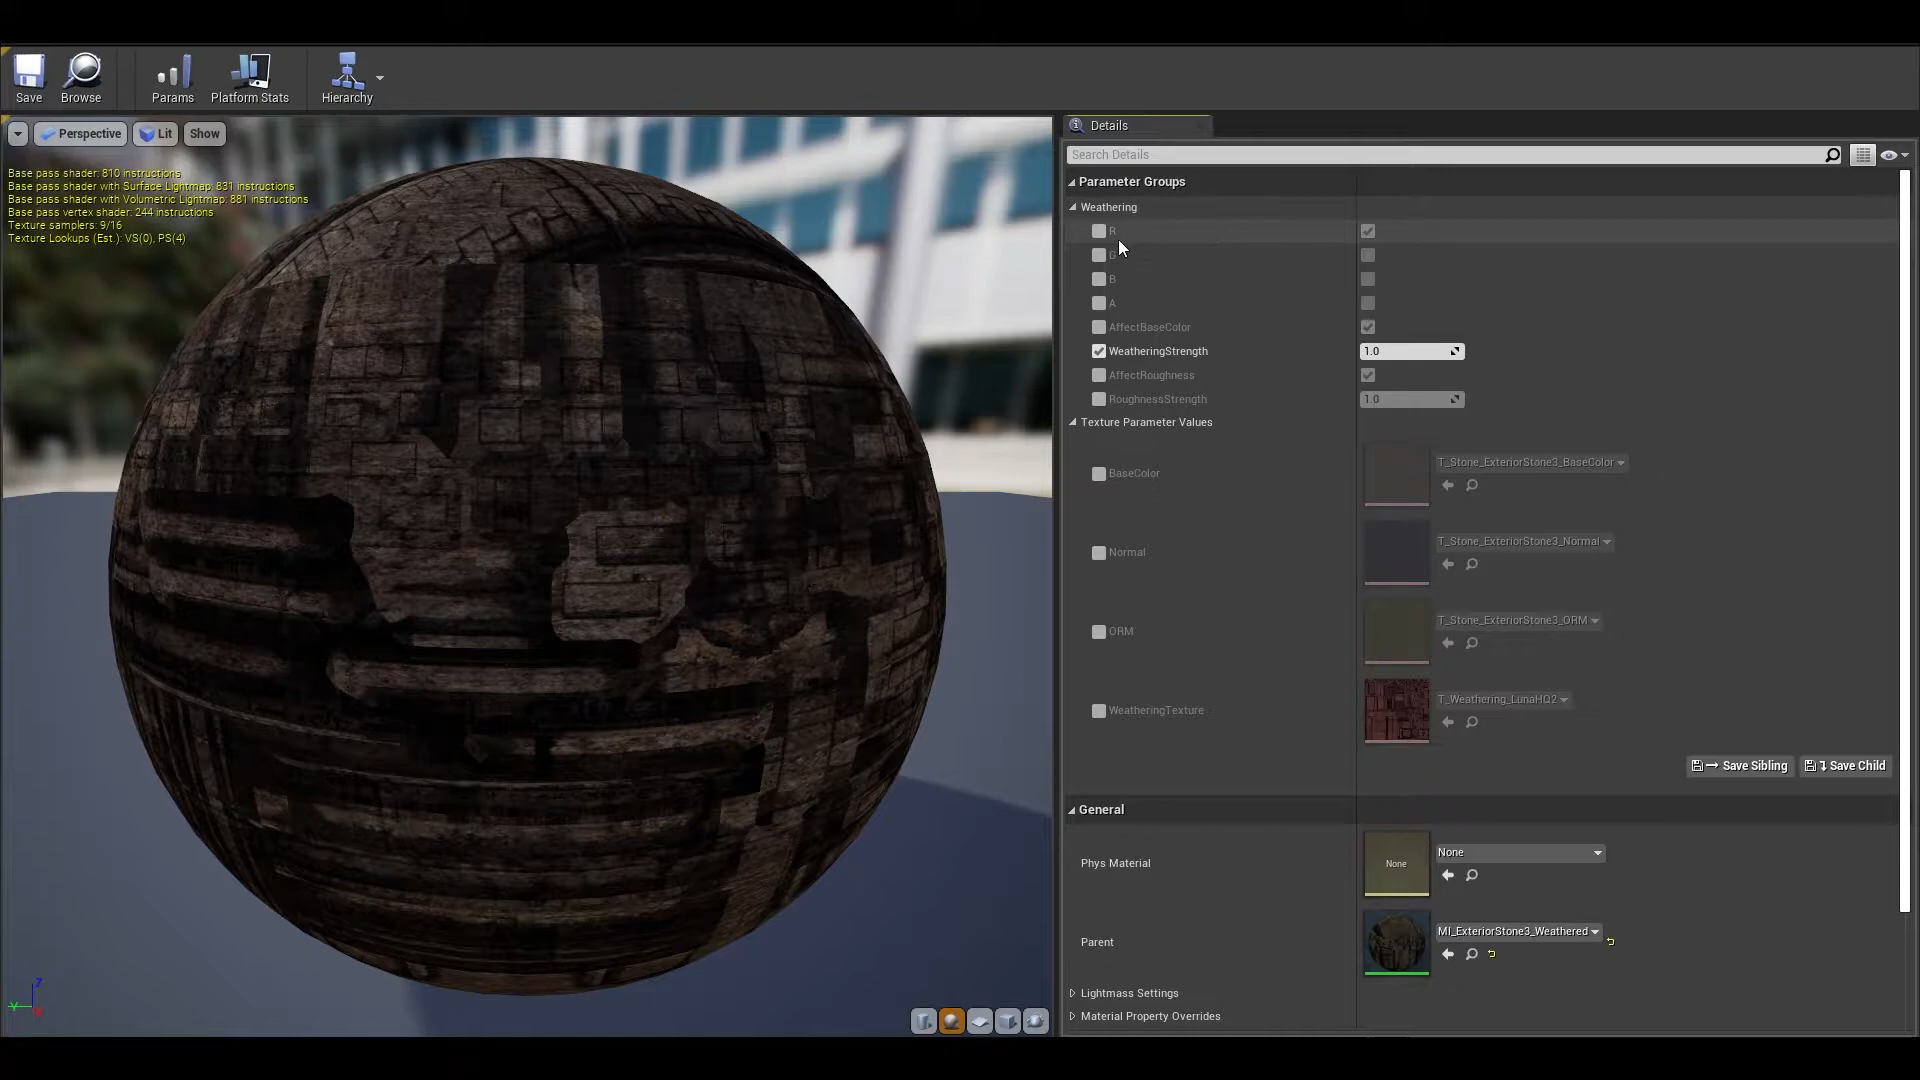 Save
Browse
Params
Platform Stats
Hierarchy
Perspective
Lit
Show
Base pass shader: 810 instructions
Base pass shader with Surface Lightmap: 831 instructions
Base pass shader with Volumetric Lightmap: 881 instructions
Base pass vertex shader: 244 instructions
Texture samplers: 9/16
Texture Lookups (Est.): VS(0), PS(4)
Z
Y
Details
Search Details
Parameter Groups
Weathering
R
B
A
AffectBaseColor
WeatheringStrength
1.0
AffectRoughness
RoughnessStrength
1.0
Texture Parameter Values
BaseColor
T_Stone_ExteriorStone3_BaseColor
Normal
T_Stone_ExteriorStone3_Normal
ORM
T_Stone_ExteriorStone3_ORM
WeatheringTexture
T_Weathering_LunaHQ2
Save Sibling
Save Child
General
Phys Material
None
None
Parent
MI_ExteriorStone3_Weathered
Lightmass Settings
Material Property Overrides